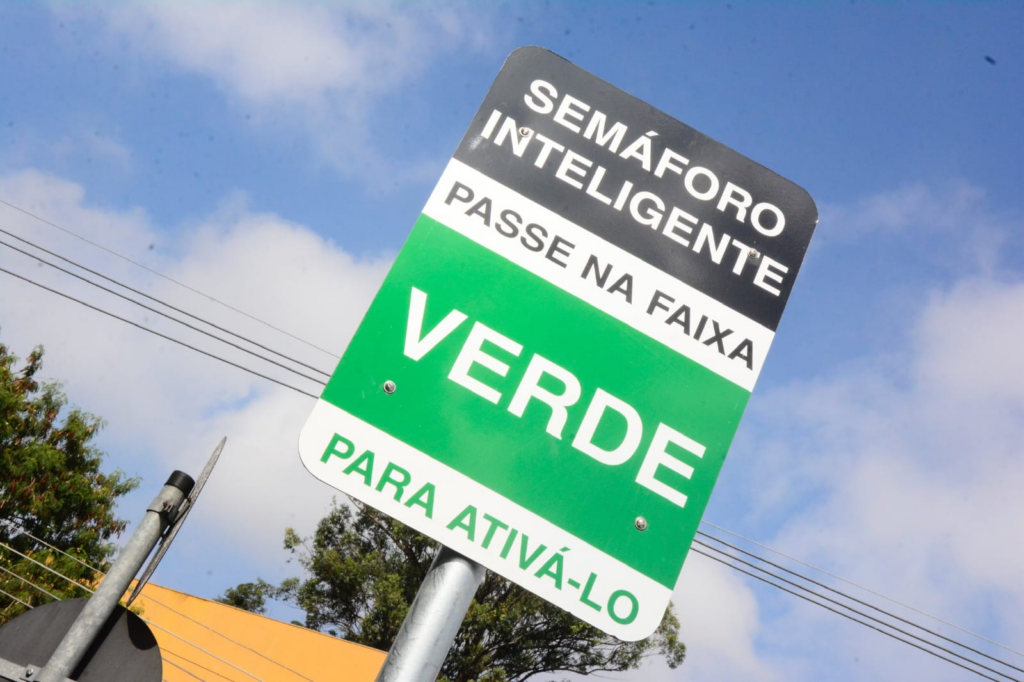 SEMÁFORO
INTELIGENTE
PASSE NA FAIXA
VERDE
PARA ATIVÁ-LO